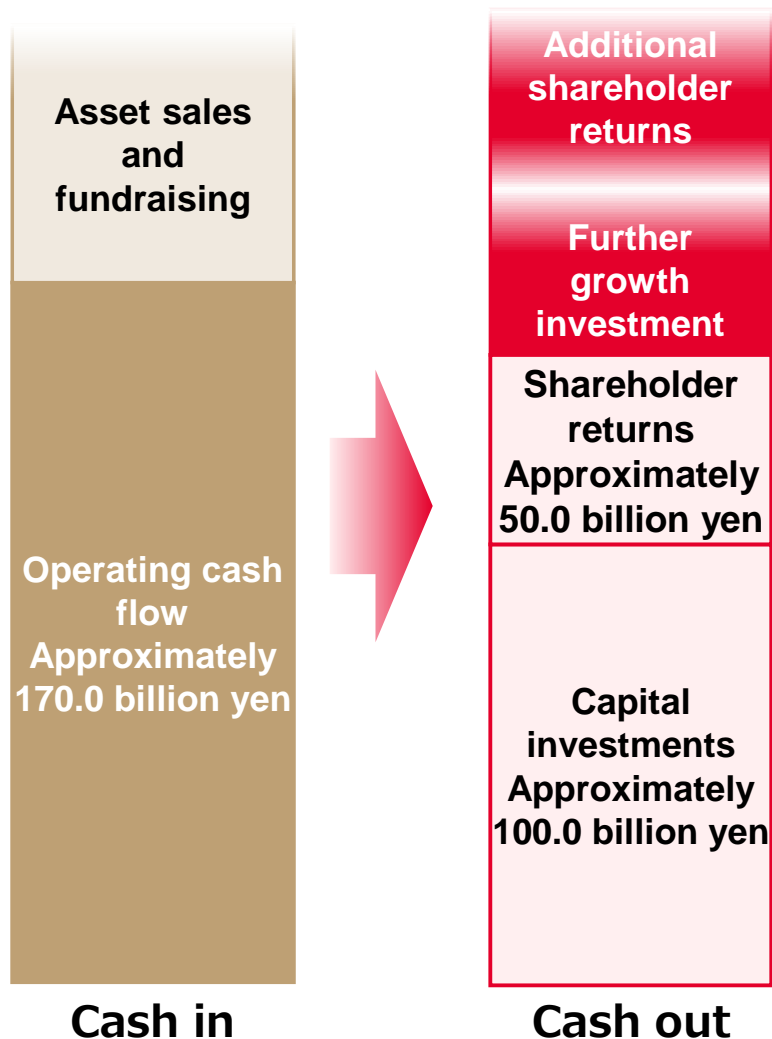 Asset sales
and
fundraising
Operating cash
flow
Approximately
170.0 billion yen
Cash in
Additional
shareholder
returns
Further
growth
investment
Shareholder
returns
Approximately
50.0 billion yen
Capital
investments
Approximately
100.0 billion yen
Cash out